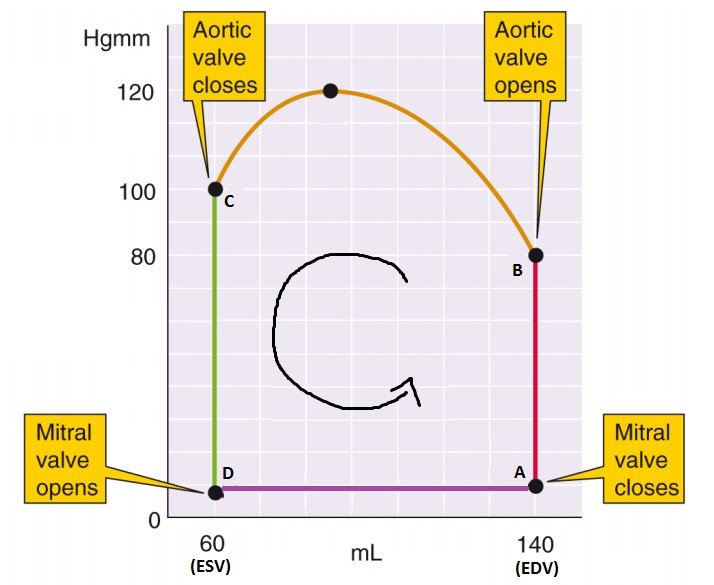 Hgmm
Aortic
valve
closes
Aortic
valve
opens
120
100
80
0
C
B
D
A
Mitral
valve
opens
Mitral
valve
closes
60
(ESV)
mL
140
(EDV)